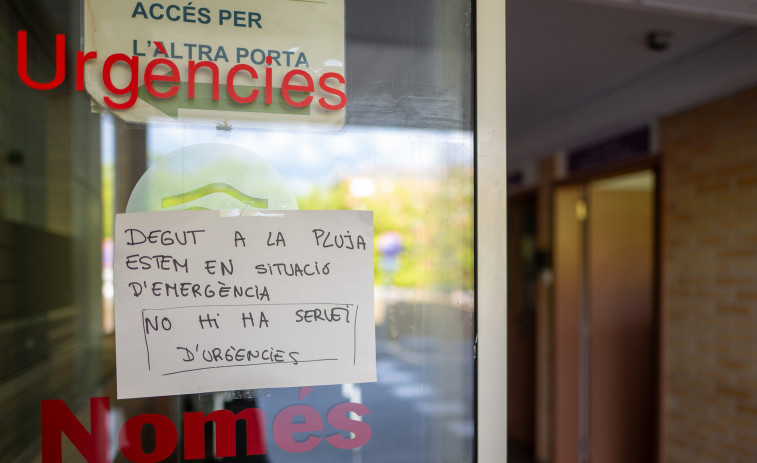 ACCÉS PER
L'ALTRA PORTA
Urgències
DEGUT A LA PLUJA
ESTEM EN SITUACIÓ
D'EMERGÈNCIA
NO HI HA SERVEI
D'URGÈNCIES
Només